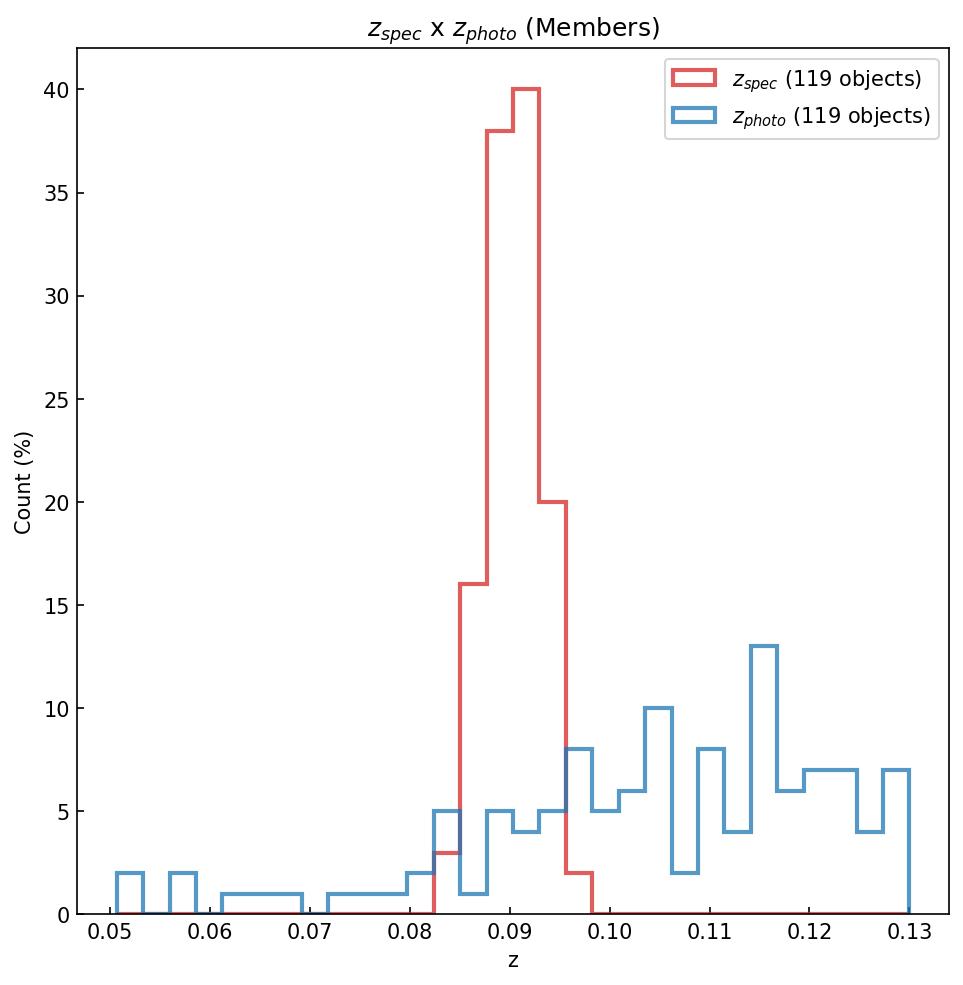 z_spec x z_photo (Members)
z_spec (119 objects)
z_photo (119 objects)
Count (%)
40
35
30
25
20
15
10
5
0
0.05 0.06 0.07 0.08 0.09 0.10 0.11 0.12 0.13
z